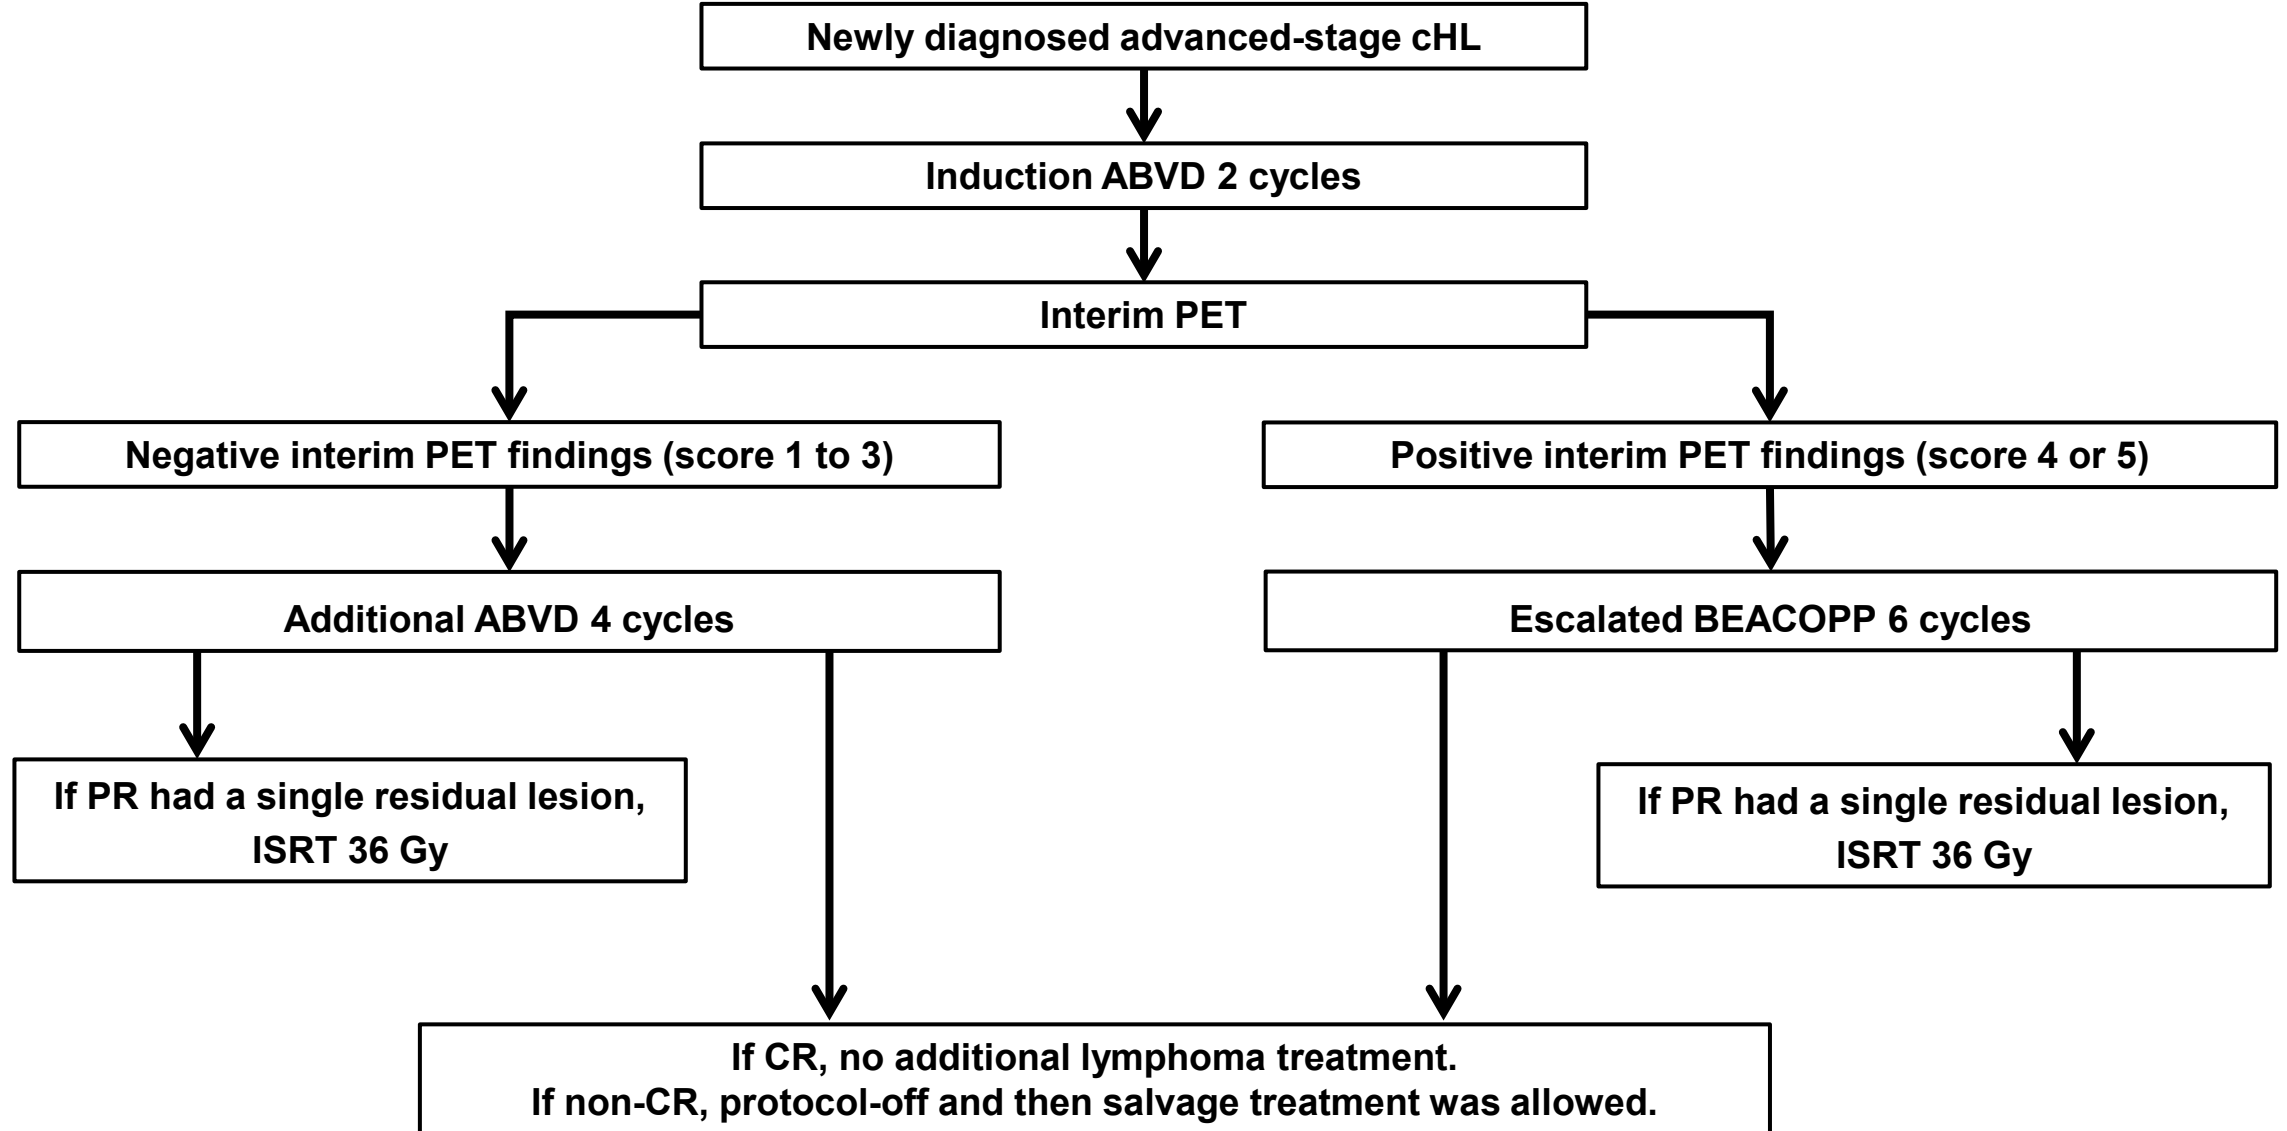 Newly diagnosed advanced-stage cHL
Induction ABVD 2 cycles
Interim PET
Negative interim PET findings (score 1 to 3)
Positive interim PET findings (score 4 or 5)
Additional ABVD 4 cycles
Escalated BEACOPP 6 cycles
If PR had a single residual lesion,
ISRT 36 Gy
If PR had a single residual lesion,
ISRT 36 Gy
If CR, no additional lymphoma treatment.
If non-CR, protocol-off and then salvage treatment was allowed.